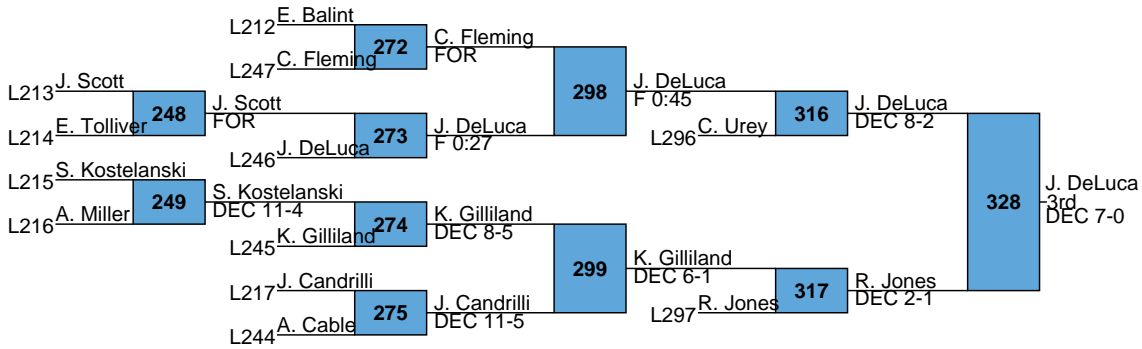 L212 E. Balint
272
C. Fleming
FOR
L247 C. Fleming
298
J. DeLuca
F 0:45
L213 J. Scott
248
J. Scott
FOR
L214 E. Tolliver
273
J. DeLuca
F 0:27
L246 J. DeLuca
316
J. DeLuca
DEC 8-2
L296 C. Urey
L215 S. Kostelanski
249
S. Kostelanski
DEC 11-4
L216 A. Miller
274
K. Gilliland
DEC 8-5
L245 K. Gilliland
299
K. Gilliland
DEC 6-1
L217 J. Candrilli
275
J. Candrilli
DEC 11-5
L244 A. Cable
317
R. Jones
DEC 2-1
L297 R. Jones
328
J. DeLuca
3rd
DEC 7-0